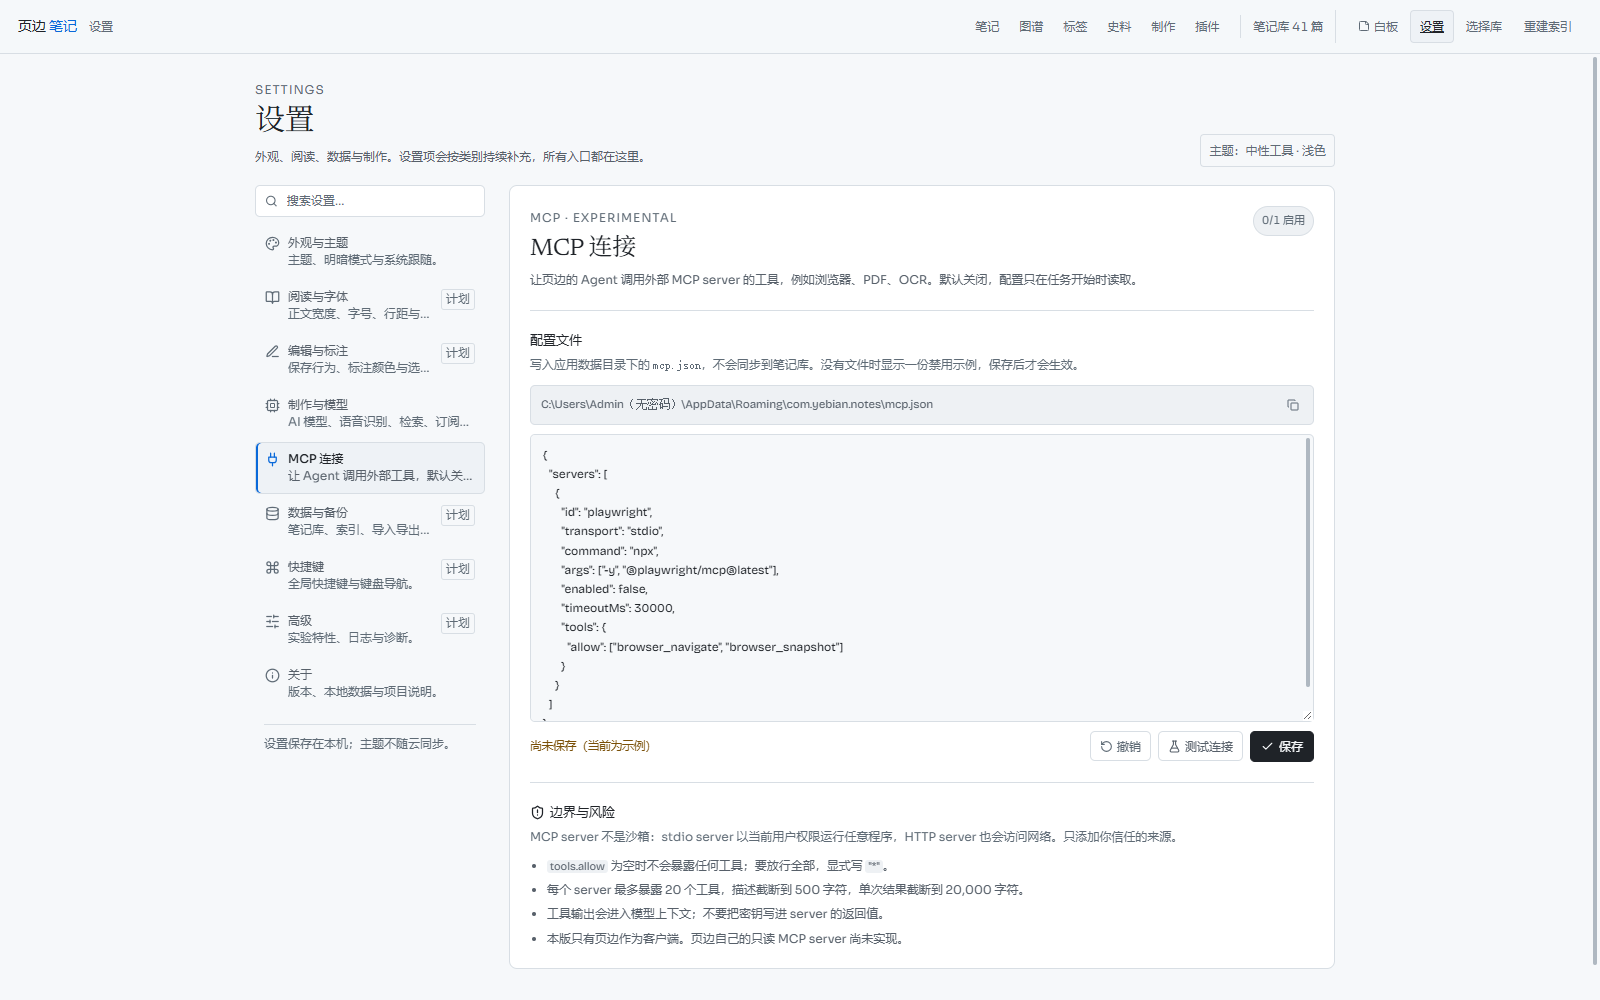 页边 笔记 设置
笔记 图谱 标签 史料 制作 插件 笔记库 41 篇 白板 设置 选择库 重建索引
SETTINGS
设置
外观、阅读、数据与制作。设置项会按类别持续补充，所有入口都在这里。
主题：中性工具 · 浅色
搜索设置...
外观与主题
主题、明暗模式与系统跟随。
阅读与字体
正文宽度、字号、行距与...
计划
编辑与标注
保存行为、标注颜色与选...
计划
制作与模型
AI 模型、语音识别、检索、订阅...
MCP 连接
让 Agent 调用外部工具，默认关...
数据与备份
笔记库、索引、导入导出...
计划
快捷键
全局快捷键与键盘导航。
计划
高级
实验特性、日志与诊断。
计划
关于
版本、本地数据与项目说明。
设置保存在本机；主题不随云同步。
MCP · EXPERIMENTAL
MCP 连接
0/1 启用
让页边的 Agent 调用外部 MCP server 的工具，例如浏览器、PDF、OCR。默认关闭，配置只在任务开始时读取。
配置文件
写入应用数据目录下的 mcp.json，不会同步到笔记库。没有文件时显示一份禁用示例，保存后才会生效。
C:\Users\Admin（无密码）\AppData\Roaming\com.yebian.notes\mcp.json
{
"servers": [
{
"id": "playwright",
"transport": "stdio",
"command": "npx",
"args": ["-y", "@playwright/mcp@latest"],
"enabled": false,
"timeoutMs": 30000,
"tools": {
"allow": ["browser_navigate", "browser_snapshot"]
}
}
]
尚未保存（当前为示例）
撤销 测试连接 保存
边界与风险
MCP server 不是沙箱：stdio server 以当前用户权限运行任意程序，HTTP server 也会访问网络。只添加你信任的来源。
• tools.allow 为空时不会暴露任何工具；要放行全部，显式写 "*"。
• 每个 server 最多暴露 20 个工具，描述截断到 500 字符，单次结果截断到 20,000 字符。
• 工具输出会进入模型上下文；不要把密钥写进 server 的返回值。
• 本版只有页边作为客户端。页边自己的只读 MCP server 尚未实现。